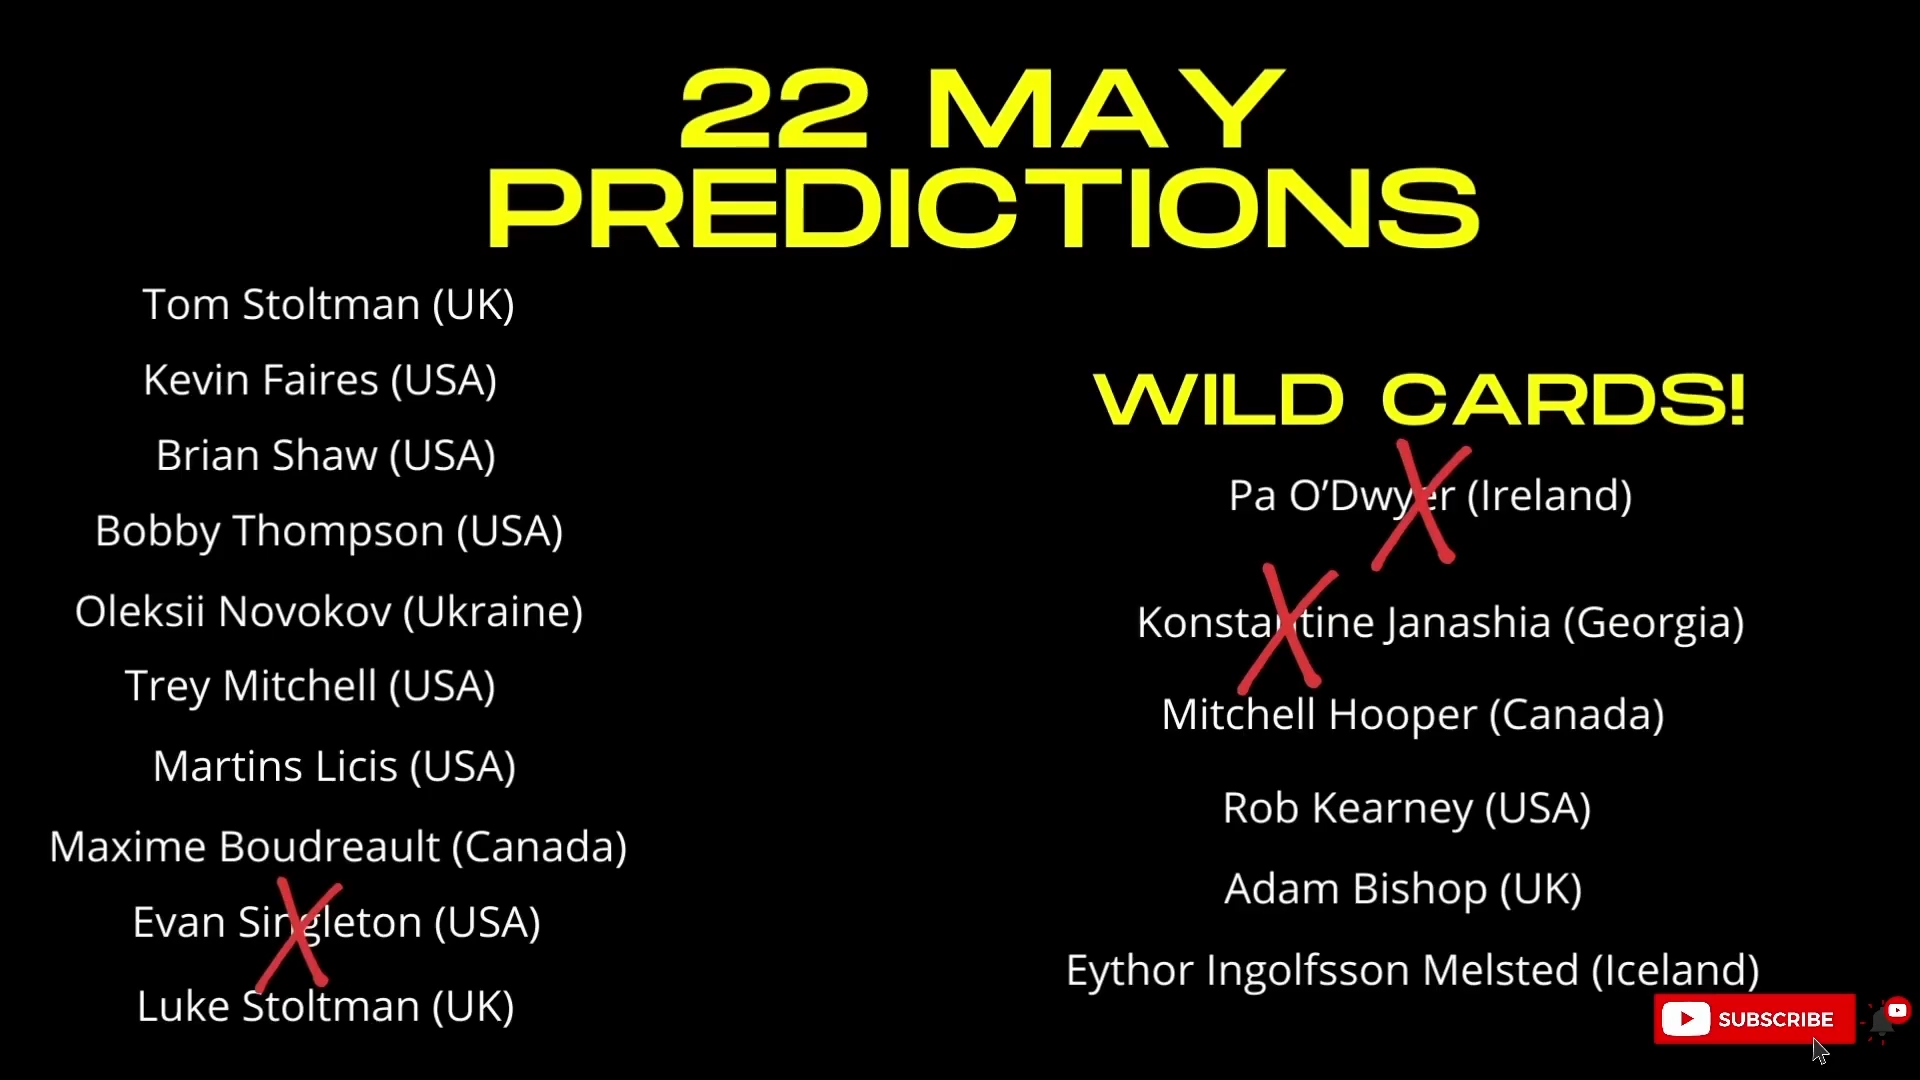 22 MAY
PREDICTIONS
Tom Stoltman (UK)
Kevin Faires (USA)
Brian Shaw (USA)
Bobby Thompson (USA)
Oleksii Novokov (Ukraine)
Trey Mitchell (USA)
Martins Licis (USA)
Maxime Boudreault (Canada)
Evan Singleton (USA)
Luke Stoltman (UK)
WILD CARDS!
Pa O’Dwyer (Ireland)
Konstantine Janashia (Georgia)
Mitchell Hooper (Canada)
Rob Kearney (USA)
Adam Bishop (UK)
Eythor Ingolfsson Melsted (Iceland)
SUBSCRIBE